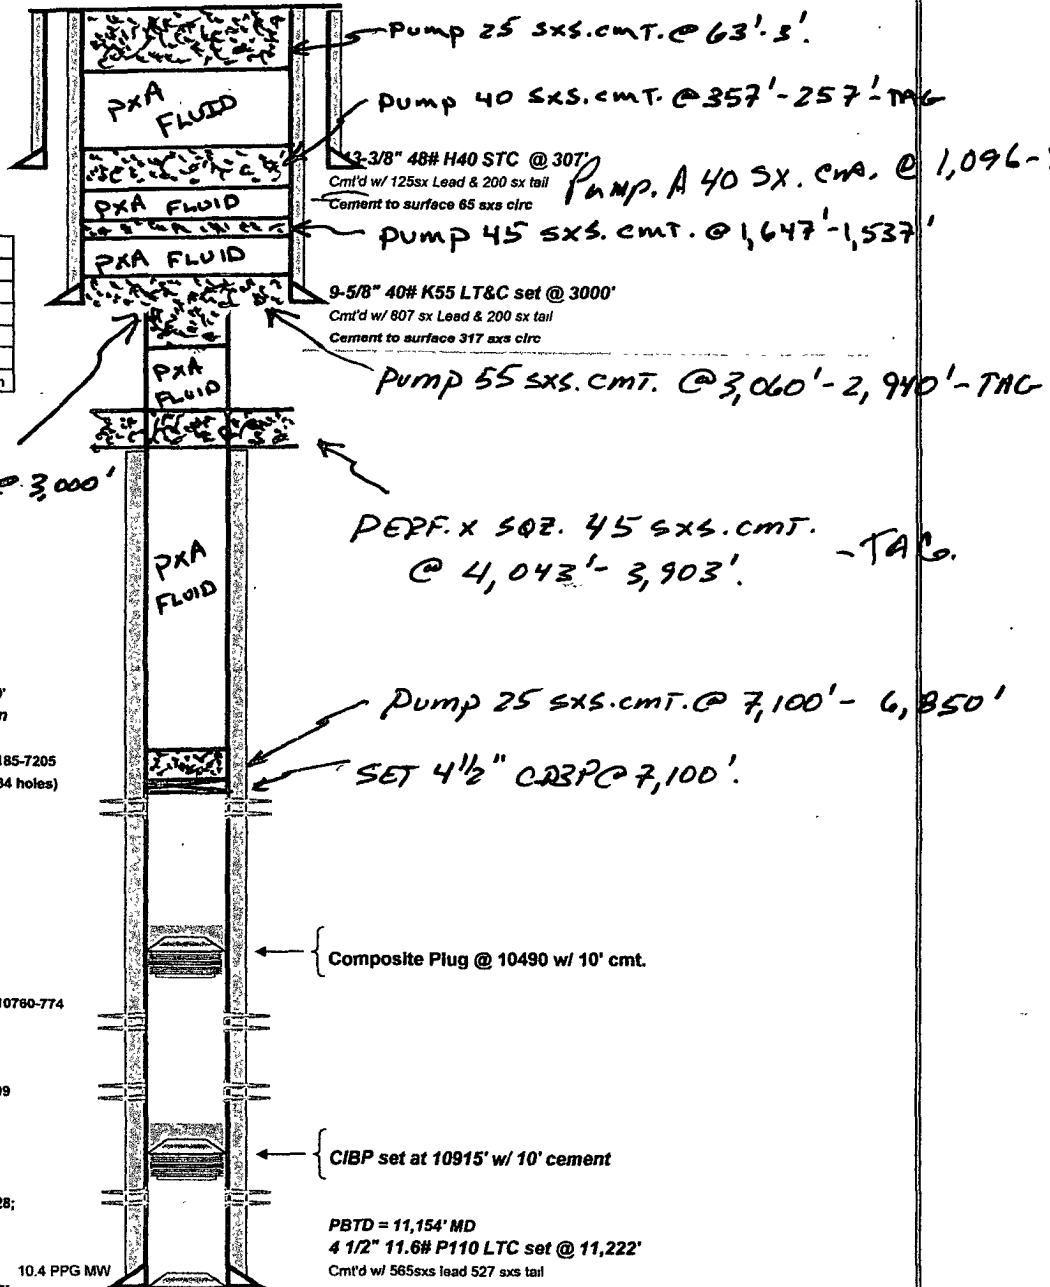 Pump 25 sxs.cmT.@ 63'-3'.
PXA FLUID
Pump 40 sxs.cmT. @ 357'-257'-TAG
13-3/8" 48# H40 STC @ 307'
Cmt'd w/ 125sx Lead & 200 sx tail
Cement to surface 65 sxs circ
Pump. A 40 SX. Cmt. @ 1,096-
PXA FLUID
Pump 45 sxs. cmT. @ 1,647'-1,537'
PXA FLUID
9-5/8" 40# K55 LT&C set @ 3000'
Cmt'd w/ 807 sx Lead & 200 sx tail
Cement to surface 317 sxs circ
Pump 55 sxs. cmT. @ 3,060'-2,940'-TAG
PXA FLUID
@ 3,000'
PERF. X SQZ. 45 sxs. cmT.
@ 4,043'- 3,903'. -TAG.
PXA FLUID
Pump 25 sxs.cmT.@ 7,100'- 6,850'
185-7205
SET 4 1/2" CIBP@ 7,100'.
34 holes)
Composite Plug @ 10490 w/ 10' cmt.
10760-774
99
CIBP set at 10915' w/ 10' cement
28;
PBTD = 11,154' MD
4 1/2" 11.6# P110 LTC set @ 11,222'
10.4 PPG MW
Cmt'd w/ 565sxs lead 527 sxs tail